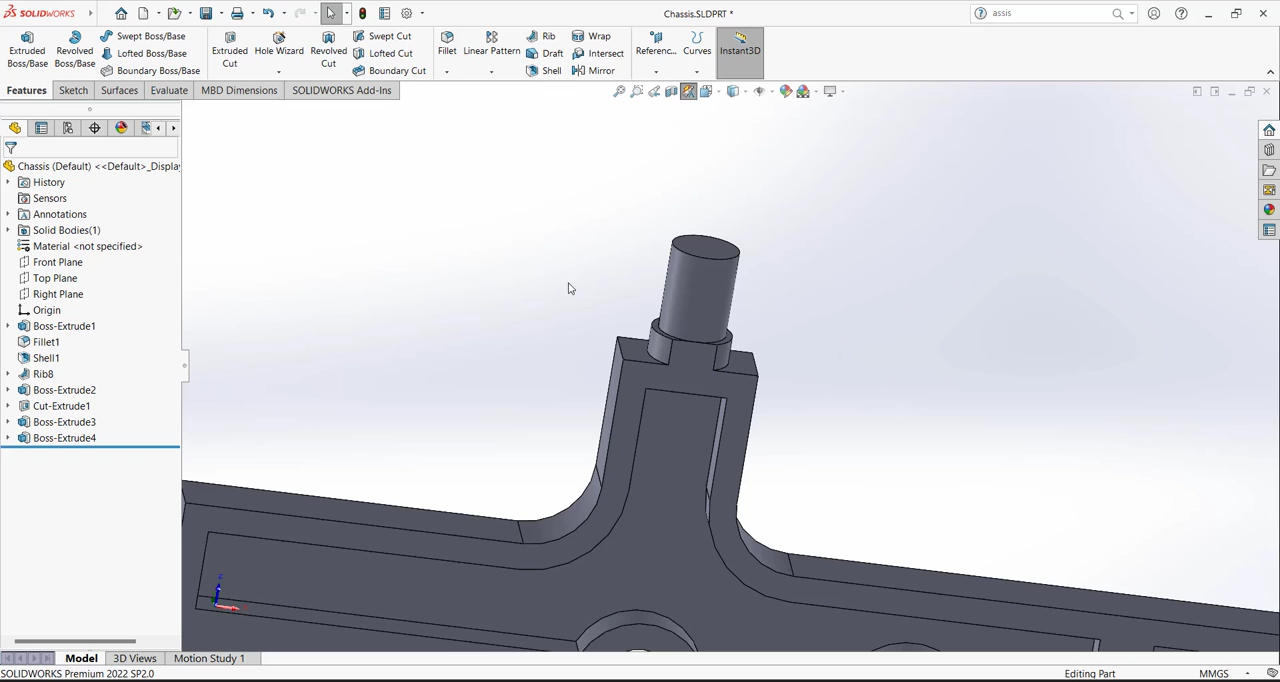 SOLIDWORKS
Chassis.SLDPRT *
assis
Extruded Boss/Base
Revolved Boss/Base
Swept Boss/Base
Lofted Boss/Base
Boundary Boss/Base
Extruded Cut
Hole Wizard
Revolved Cut
Swept Cut
Lofted Cut
Boundary Cut
Fillet
Linear Pattern
Rib
Draft
Shell
Wrap
Intersect
Mirror
Referenc...
Curves
Instant3D
Features
Sketch
Surfaces
Evaluate
MBD Dimensions
SOLIDWORKS Add-Ins
Chassis (Default) <<Default>_Display
History
Sensors
Annotations
Solid Bodies(1)
Material <not specified>
Front Plane
Top Plane
Right Plane
Origin
Boss-Extrude1
Fillet1
Shell1
Rib8
Boss-Extrude2
Cut-Extrude1
Boss-Extrude3
Boss-Extrude4
Z
Model
3D Views
Motion Study 1
SOLIDWORKS Premium 2022 SP2.0
Editing Part
MMGS